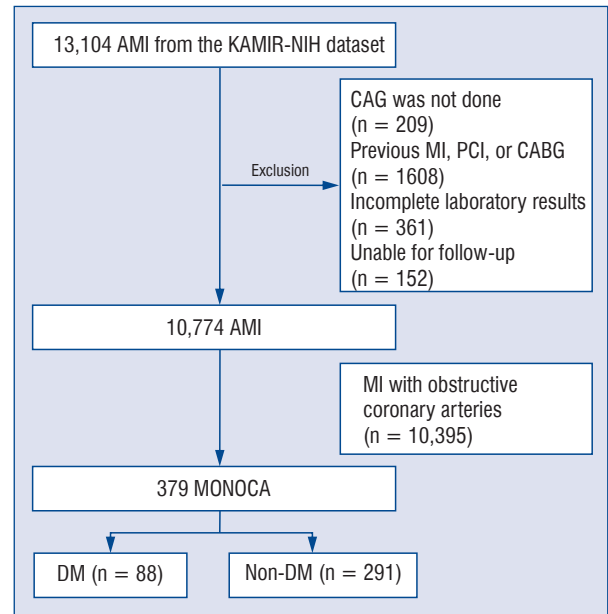 13,104 AMI from the KAMIR-NIH dataset
CAG was not done
(n = 209)
Previous MI, PCI, or CABG
(n = 1608)
Incomplete laboratory results
(n = 361)
Unable for follow-up
(n = 152)
Exclusion
10,774 AMI
MI with obstructive
coronary arteries
(n = 10,395)
379 MONOCA
DM (n = 88)
Non-DM (n = 291)